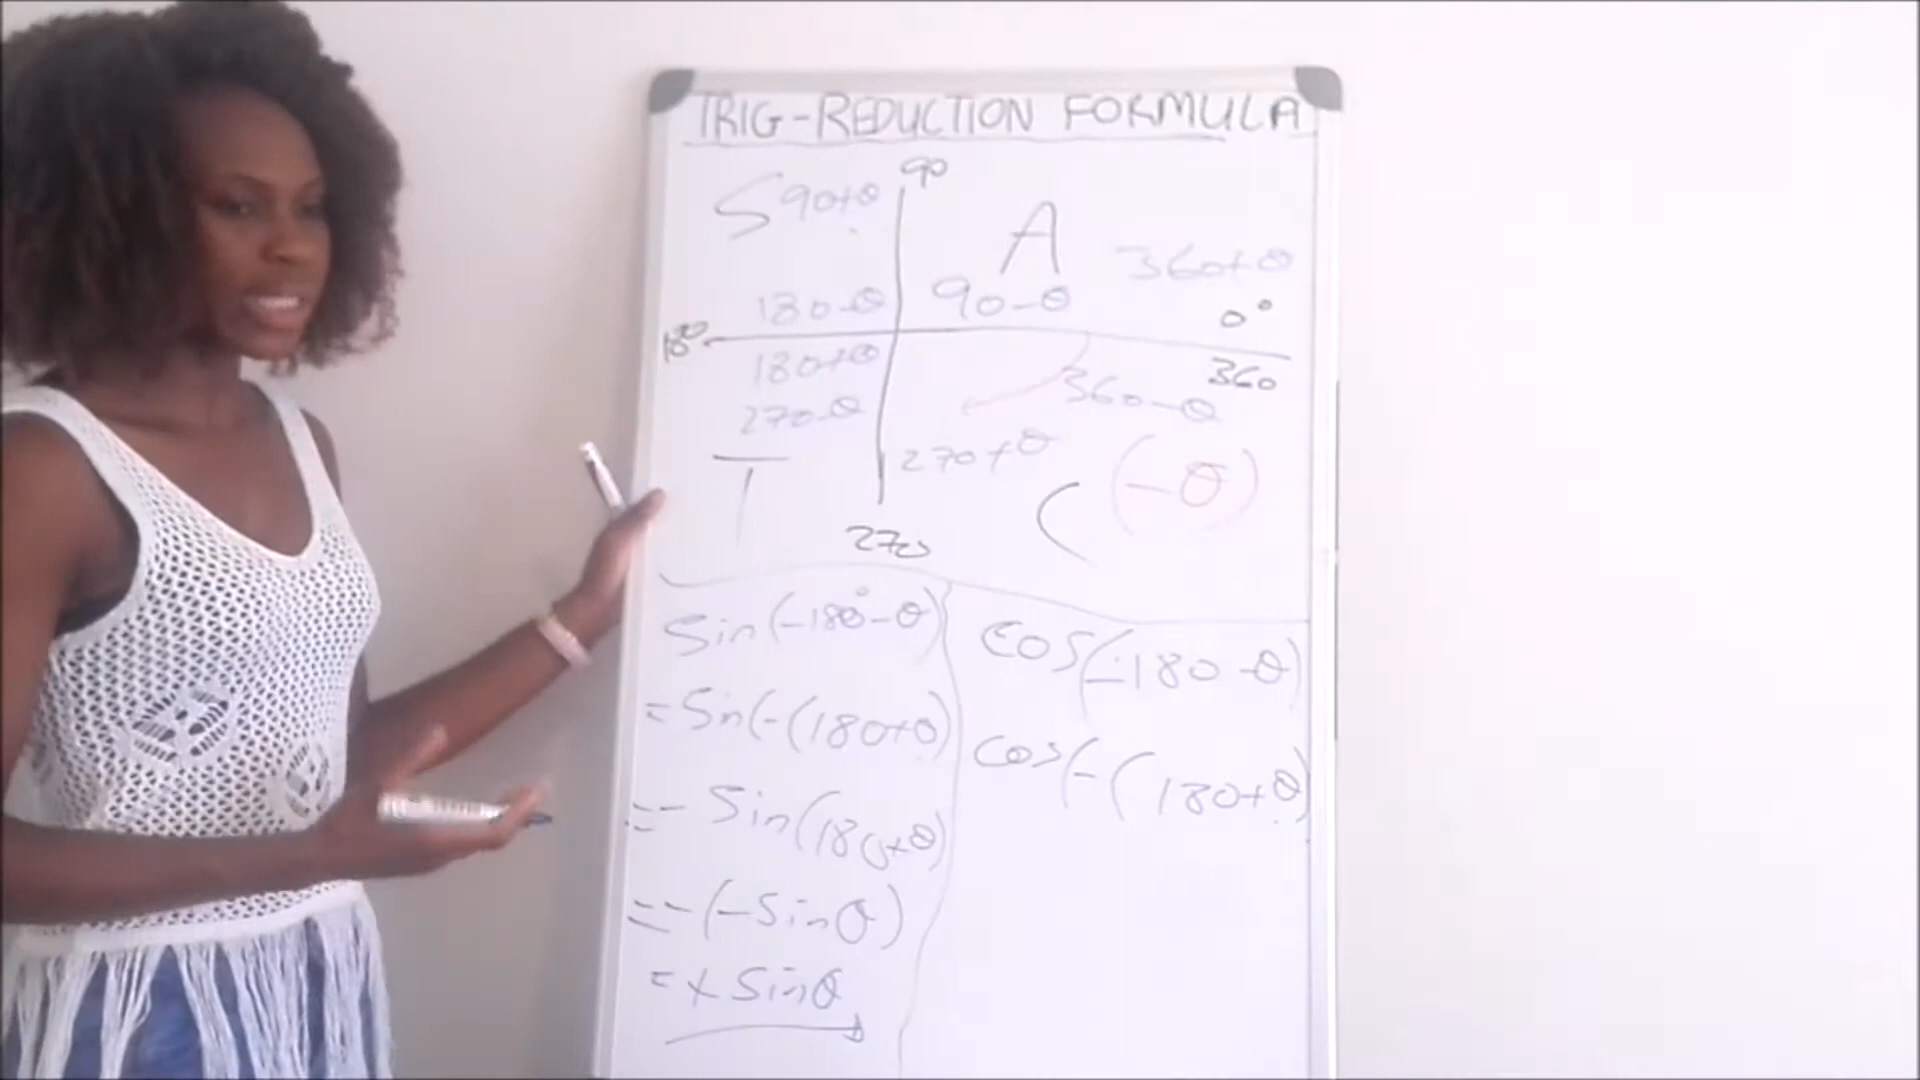 TRIG-REDUCTION FORMULA
90
S 90+θ
A
360+θ
180-θ
90-θ
0°
180
180+θ
360
360-θ
270-θ
270+θ
T
C (-θ)
270
Sin(-180°-θ)
=Sin(-(180+θ)
=-Sin(180+θ)
=-(-Sinθ)
=+Sinθ
cos(-180-θ)
cos(-(180+θ)